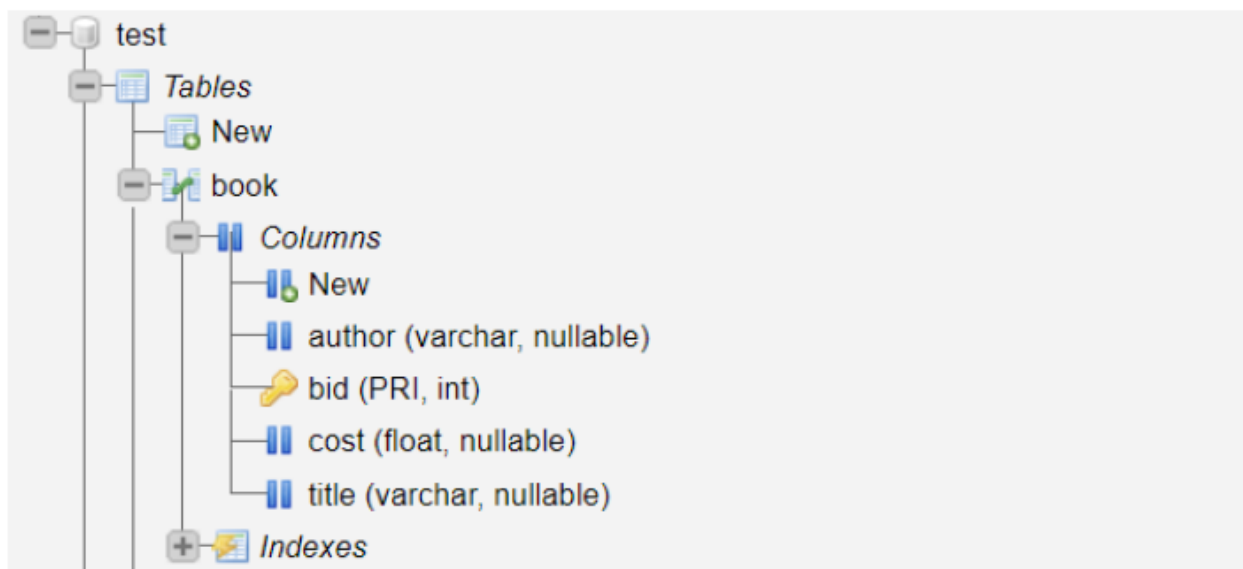 test
Tables
New
book
Columns
New
author (varchar, nullable)
bid (PRI, int)
cost (float, nullable)
title (varchar, nullable)
Indexes